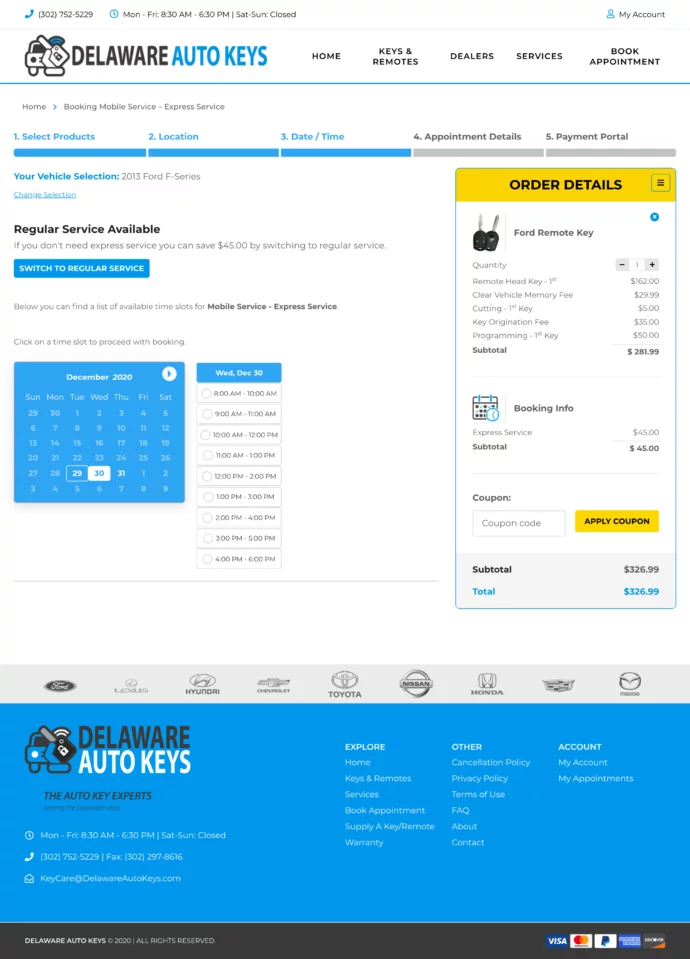 (302) 752-5229 Mon - Fri: 8:30 AM - 6:30 PM | Sat-Sun: Closed My Account
DELAWARE AUTO KEYS
HOME KEYS & REMOTES DEALERS SERVICES BOOK APPOINTMENT
Home Booking Mobile Service – Express Service
1. Select Products 2. Location 3. Date / Time 4. Appointment Details 5. Payment Portal
Your Vehicle Selection: 2013 Ford F-Series
Change Selection
Regular Service Available
If you don't need express service you can save $45.00 by switching to regular service.
SWITCH TO REGULAR SERVICE
Below you can find a list of available time slots for Mobile Service - Express Service.
Click on a time slot to proceed with booking.
December 2020
Sun Mon Tue Wed Thu Fri Sat
29 30 1 2 3 4 5
6 7 8 9 10 11 12
13 14 15 16 17 18 19
20 21 22 23 24 25 26
27 28 29 30 31 1 2
3 4 5 6 7 8 9
Wed, Dec 30
8:00 AM - 10:00 AM
9:00 AM - 11:00 AM
10:00 AM - 12:00 PM
11:00 AM - 1:00 PM
12:00 PM - 2:00 PM
1:00 PM - 3:00 PM
2:00 PM - 4:00 PM
3:00 PM - 5:00 PM
4:00 PM - 6:00 PM
ORDER DETAILS
Ford Remote Key
Quantity − 1 +
Remote Head Key - 1st $162.00
Clear Vehicle Memory Fee $29.99
Cutting - 1st Key $5.00
Key Origination Fee $35.00
Programming - 1st Key $50.00
Subtotal $ 281.99
Booking Info
Express Service $45.00
Subtotal $ 45.00
Coupon:
Coupon code APPLY COUPON
Subtotal $326.99
Total $326.99
Ford LEXUS HYUNDAI CHEVROLET TOYOTA NISSAN HONDA mazda
DELAWARE
AUTO KEYS
THE AUTO KEY EXPERTS
Serving the Delaware area
Mon - Fri: 8:30 AM - 6:30 PM | Sat-Sun: Closed
(302) 752-5229 | Fax: (302) 297-8616
KeyCare@DelawareAutoKeys.com
EXPLORE
Home
Keys & Remotes
Services
Book Appointment
Supply A Key/Remote
Warranty
OTHER
Cancellation Policy
Privacy Policy
Terms of Use
FAQ
About
Contact
ACCOUNT
My Account
My Appointments
DELAWARE AUTO KEYS © 2020 | ALL RIGHTS RESERVED.
VISA AMERICAN EXPRESS DISCOVER